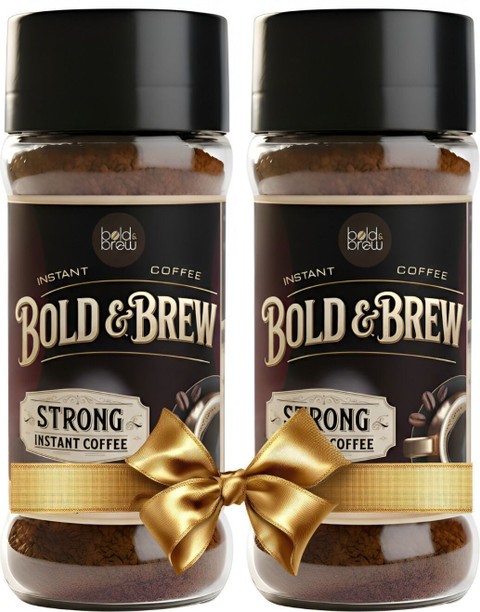 bold &
brew
INSTANT COFFEE
BOLD & BREW
STRONG
INSTANT COFFEE
bold &
brew
INSTANT COFFEE
BOLD & BREW
STRONG
COFFEE